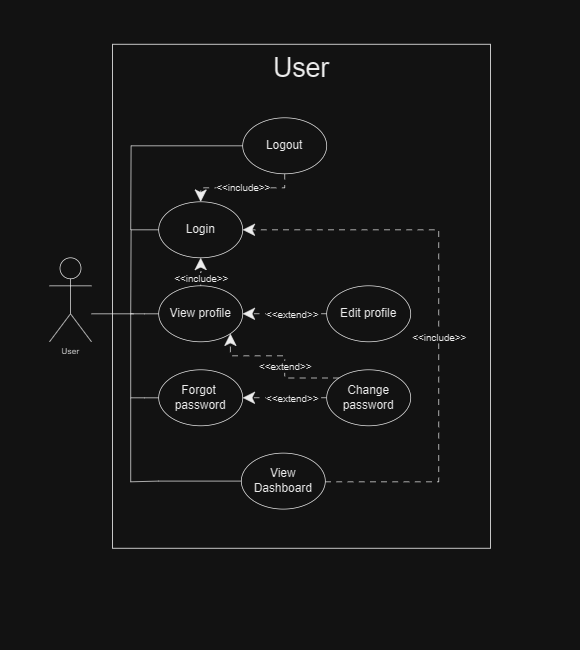 User
Logout
<<include>>
Login
<<include>>
View profile
<<extend>>
Edit profile
<<include>>
User
<<extend>>
Forgot
password
<<extend>>
Change
password
View
Dashboard